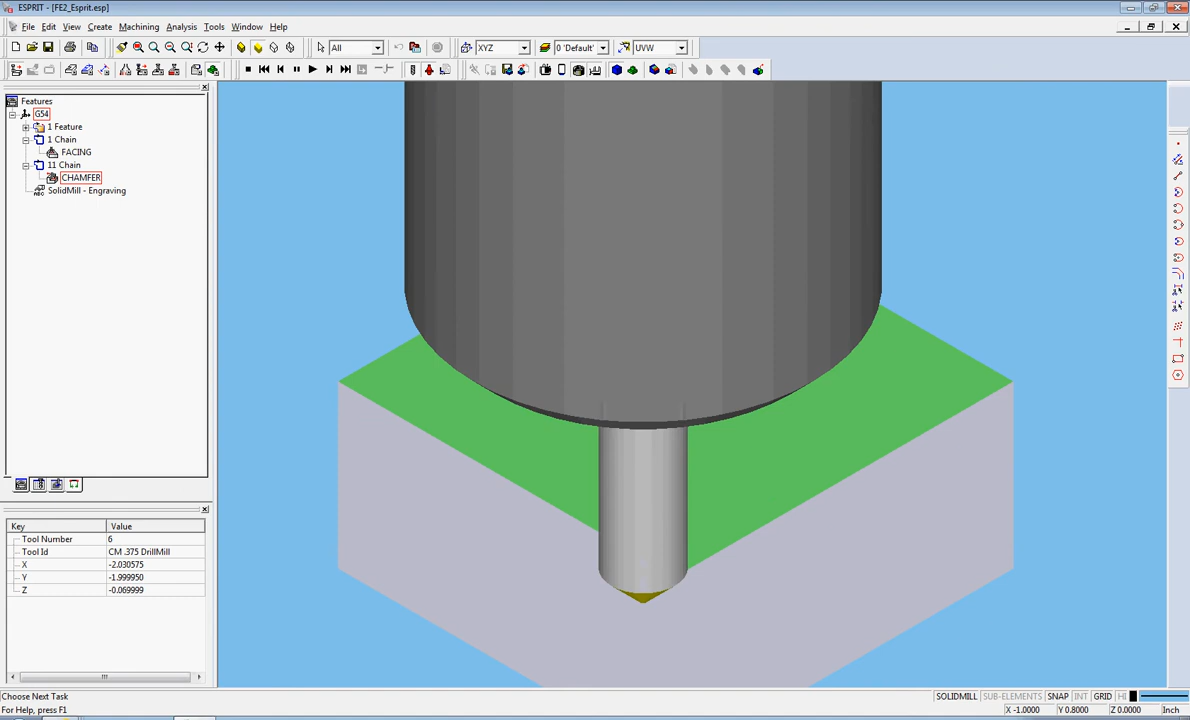 ESPRIT - [FE2_Esprit.esp]
File Edit View Create Machining Analysis Tools Window Help
All XYZ 0 'Default' UVW
Features
G54
1 Feature
1 Chain
FACING
11 Chain
CHAMFER
SolidMill - Engraving
Key Value
Tool Number 6
Tool Id CM .375 DrillMill
X -2.030575
Y -1.999950
Z -0.069999
Choose Next Task SOLIDMILL SUB-ELEMENTS SNAP INT GRID HI
For Help, press F1 X -1.0000 Y 0.8000 Z 0.0000 Inch